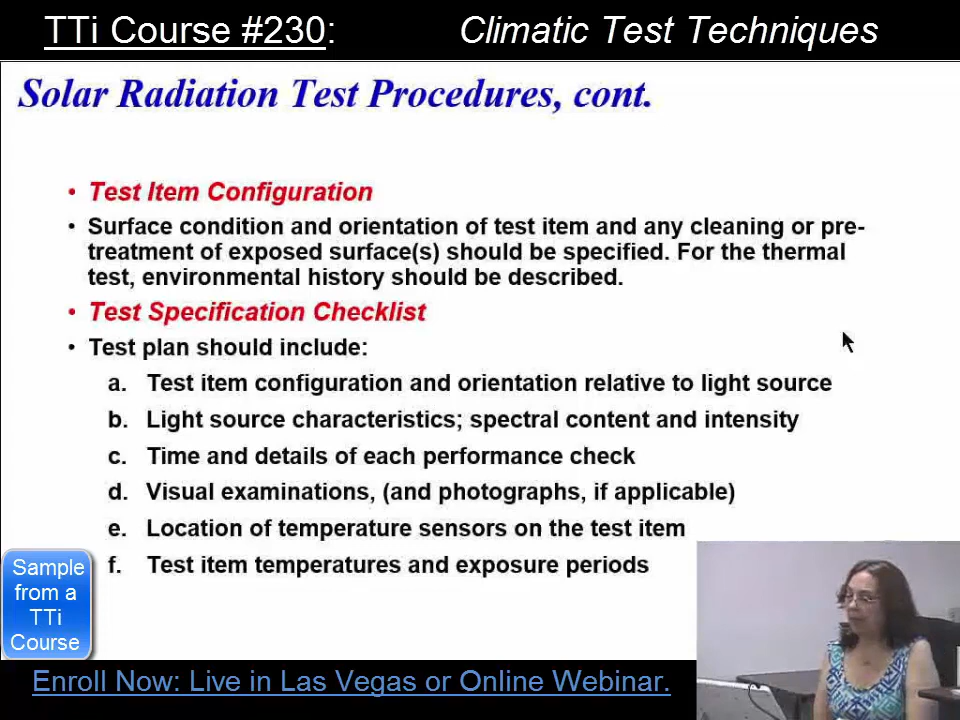 TTi Course #230: Climatic Test Techniques
Solar Radiation Test Procedures, cont.
• Test Item Configuration
• Surface condition and orientation of test item and any cleaning or pre-
treatment of exposed surface(s) should be specified. For the thermal
test, environmental history should be described.
• Test Specification Checklist
• Test plan should include:
a. Test item configuration and orientation relative to light source
b. Light source characteristics; spectral content and intensity
c. Time and details of each performance check
d. Visual examinations, (and photographs, if applicable)
e. Location of temperature sensors on the test item
f. Test item temperatures and exposure periods
Sample
from a
TTi
Course
Enroll Now: Live in Las Vegas or Online Webinar.